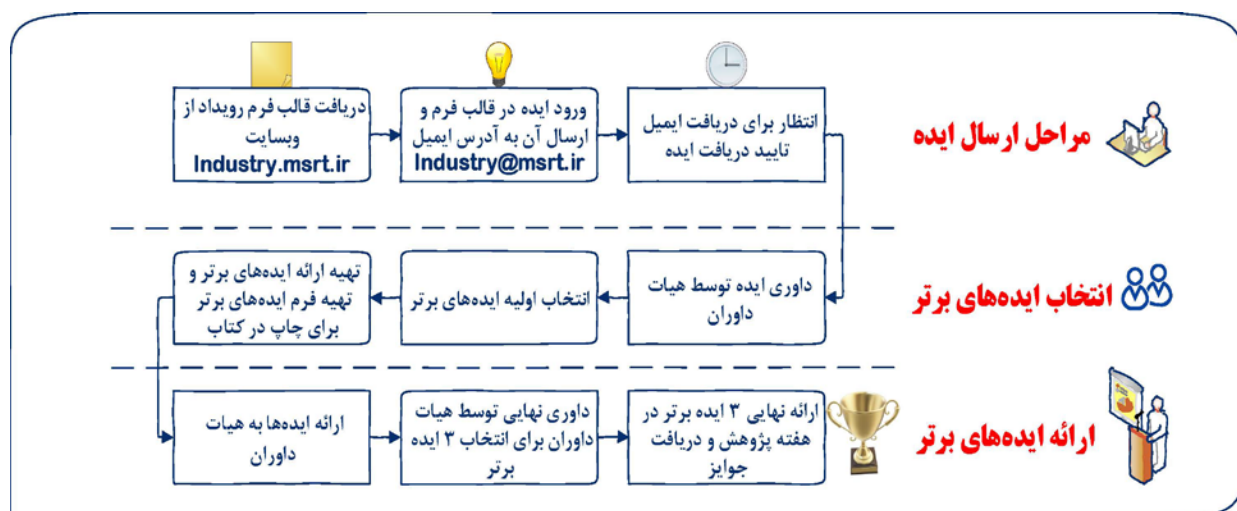 مراحل ارسال ایده
دریافت قالب فرم رویداد از
وبسایت
Industry.msrt.ir
ورود ایده در قالب فرم و
ارسال آن به آدرس ایمیل
Industry@msrt.ir
انتظار برای دریافت ایمیل
تایید دریافت ایده
انتخاب ایده‌های برتر
داوری ایده توسط هیات
داوران
انتخاب اولیه ایده‌های برتر
تهیه ارائه ایده‌های برتر و
تهیه فرم ایده‌های برتر
برای چاپ در کتاب
ارائه ایده‌های برتر
ارائه ایده‌ها به هیات
داوران
داوری نهایی توسط هیات
داوران برای انتخاب ۳ ایده
برتر
ارائه نهایی ۳ ایده برتر در
هفته پژوهش و دریافت
جوایز